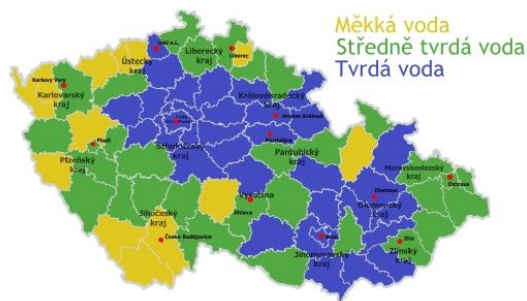 Měkká voda
Středně tvrdá voda
Tvrdá voda
Ústecký
kraj
Liberecký
kraj
Liberec
Karlovy Vary
Karlovarský
kraj
Královéhradecký
kraj
Hradec Králové
Pardubice
Plzeň
Plzeňský
kraj
Středočeský
kraj
Pardubický
kraj
Moravskoslezský
kraj
Ostrava
Olomouc
Olomoucký
kraj
Vysočina
Jihlava
Jihočeský
kraj
České Budějovice
Brno
Jihomoravský
kraj
Zlín
Zlínský
kraj